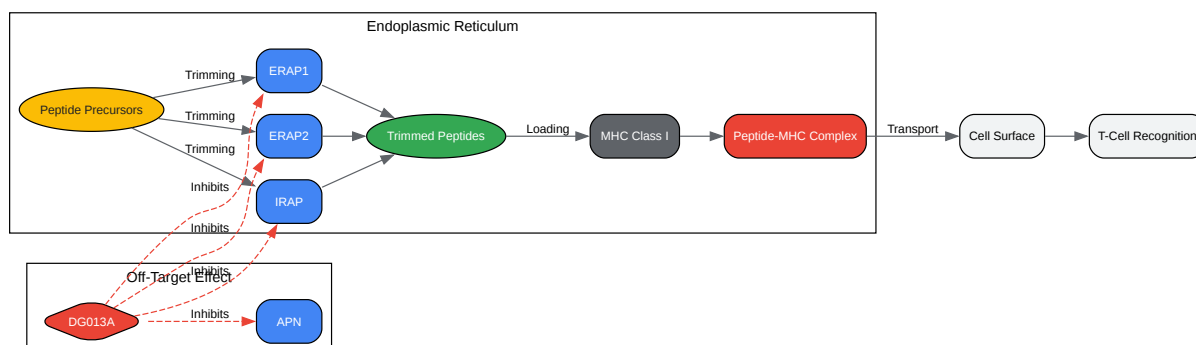 Endoplasmic Reticulum
Peptide Precursors
Trimming
Trimming
Trimming
ERAP1
ERAP2
IRAP
Trimmed Peptides
Loading
MHC Class I
Peptide-MHC Complex
Transport
Cell Surface
T-Cell Recognition
Inhibits
Inhibits
Inhibits
Off-Target Effect
DG013A
Inhibits
APN